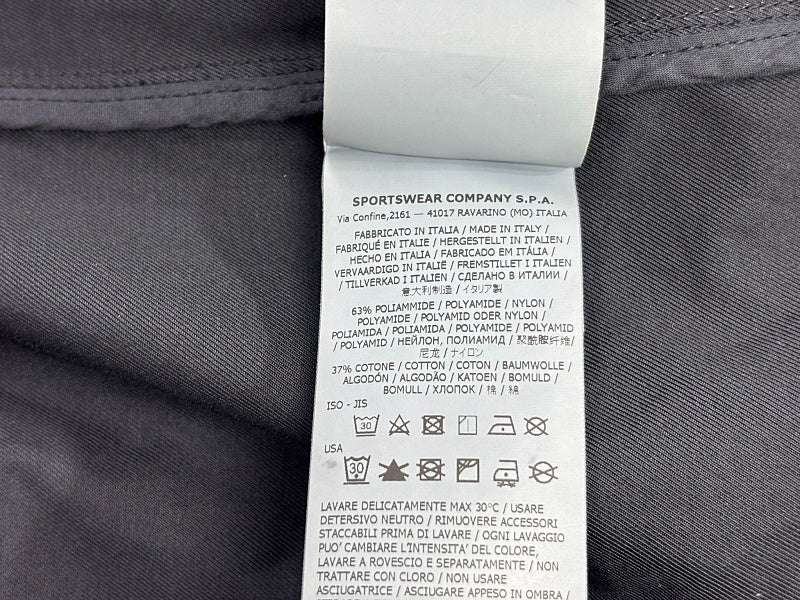 SPORTSWEAR COMPANY S.P.A.
Via Confine,2161 — 41017 RAVARINO (MO) ITALIA
FABBRICATO IN ITALIA / MADE IN ITALY /
FABRIQUÉ EN ITALIE / HERGESTELLT IN ITALIEN /
HECHO EN ITALIA / FABRICADO EM ITÁLIA /
VERVAARDIGD IN ITALIË / FREMSTILLET I ITALIEN
/ TILLVERKAD I ITALIEN / СДЕЛАНО В ИТАЛИИ /
意大利制造 / イタリア製
63% POLIAMMIDE / POLYAMIDE / NYLON /
POLYAMIDE / POLYAMID ODER NYLON /
POLIAMIDA / POLIAMIDA / POLYAMIDE / POLYAMID
/ POLYAMID / НЕЙЛОН, ПОЛИАМИД / 聚酰胺纤维/
尼龙 / ナイロン
37% COTONE / COTTON / COTON / BAUMWOLLE /
ALGODÓN / ALGODÃO / KATOEN / BOMULD /
BOMULL / ХЛОПОК / 棉 / 綿
ISO - JIS
30
USA
30
LAVARE DELICATAMENTE MAX 30°C / USARE
DETERSIVO NEUTRO / RIMUOVERE ACCESSORI
STACCABILI PRIMA DI LAVARE / OGNI LAVAGGIO
PUO' CAMBIARE L'INTENSITA' DEL COLORE,
LAVARE A ROVESCIO E SEPARATAMENTE / NON
TRATTARE CON CLORO / NON USARE
ASCIUGATRICE / ASCIUGARE APPESO IN OMBRA /